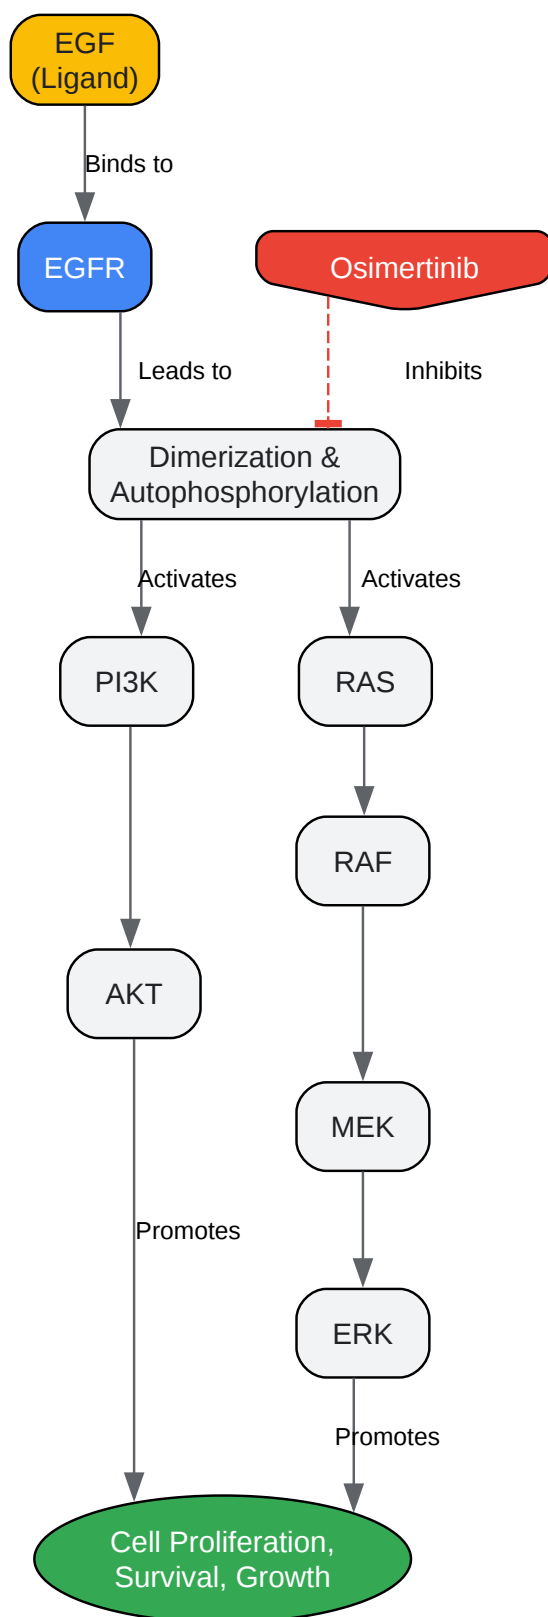 EGF
(Ligand)
Binds to
EGFR
Osimertinib
Leads to
Inhibits
Dimerization &
Autophosphorylation
Activates
Activates
PI3K
RAS
RAF
AKT
MEK
Promotes
ERK
Promotes
Cell Proliferation,
Survival, Growth